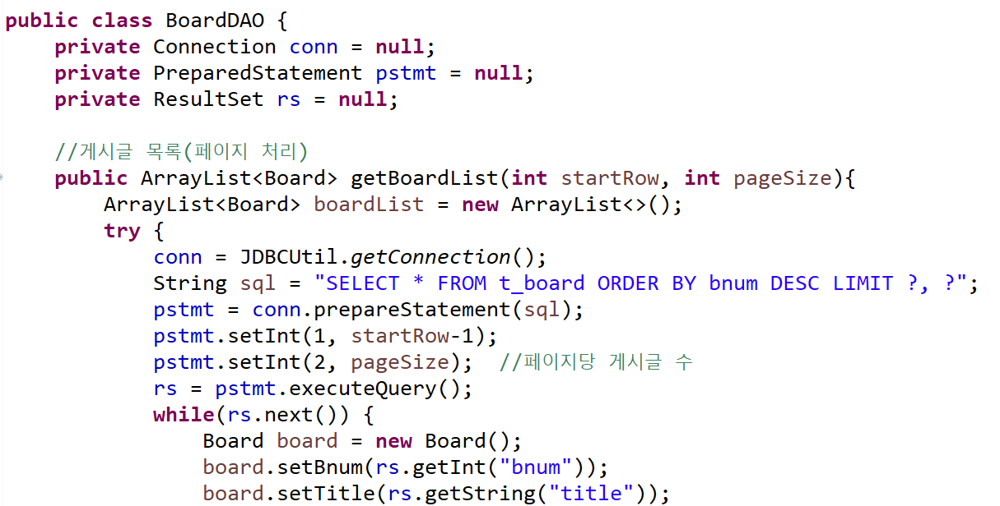 public class BoardDAO {
private Connection conn = null;
private PreparedStatement pstmt = null;
private ResultSet rs = null;
//게시글 목록(페이지 처리)
public ArrayList<Board> getBoardList(int startRow, int pageSize){
ArrayList<Board> boardList = new ArrayList<>();
try {
conn = JDBCUtil.getConnection();
String sql = "SELECT * FROM t_board ORDER BY bnum DESC LIMIT ?, ?";
pstmt = conn.prepareStatement(sql);
pstmt.setInt(1, startRow-1);
pstmt.setInt(2, pageSize);  //페이지당 게시글 수
rs = pstmt.executeQuery();
while(rs.next()) {
Board board = new Board();
board.setBnum(rs.getInt("bnum"));
board.setTitle(rs.getString("title"));